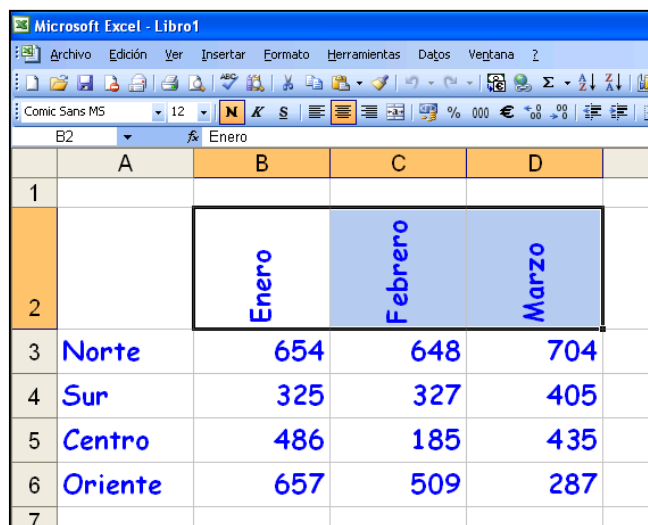 Microsoft Excel - Libro1
Archivo Edición Ver Insertar Formato Herramientas Datos Ventana ?
ABC Σ A Z Z A
Comic Sans MS 12 N K S % 000 €
B2 fx Enero
A B C D
1
2 Enero Febrero Marzo
3 Norte 654 648 704
4 Sur 325 327 405
5 Centro 486 185 435
6 Oriente 657 509 287
7